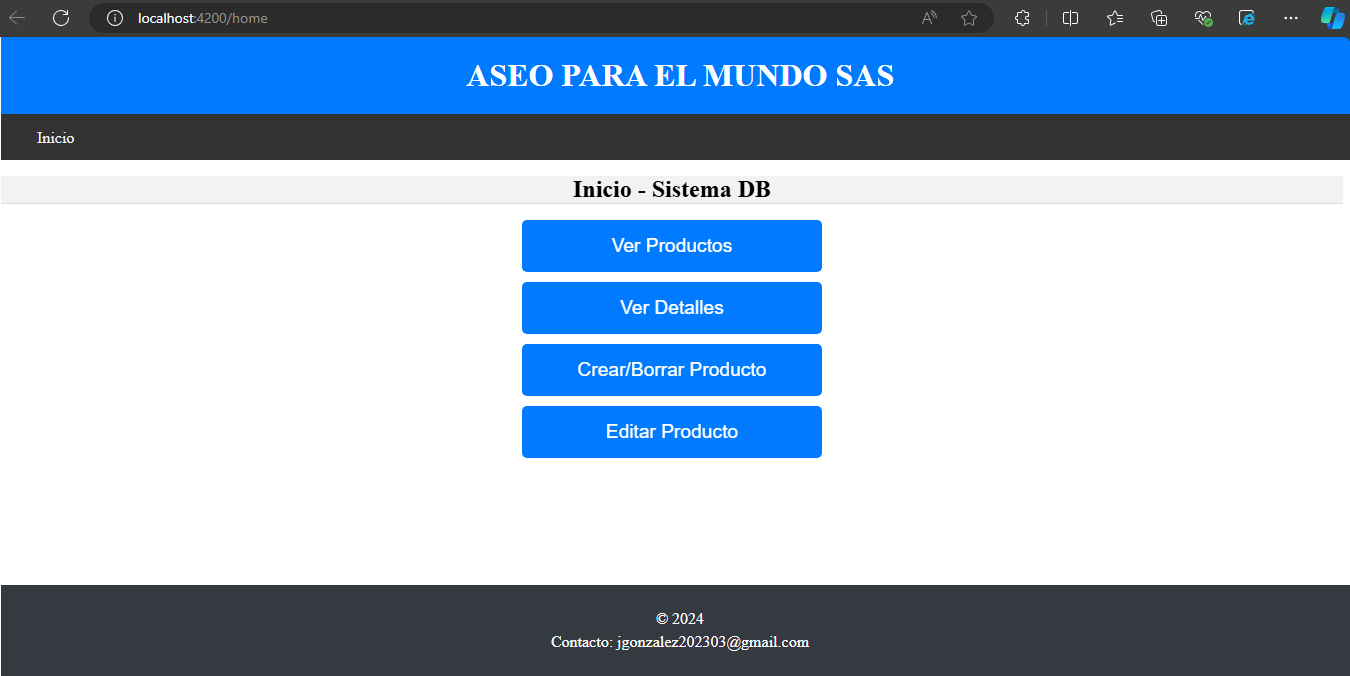 localhost:4200/home
ASEO PARA EL MUNDO SAS
Inicio
Inicio - Sistema DB
Ver Productos
Ver Detalles
Crear/Borrar Producto
Editar Producto
© 2024
Contacto: jgonzalez202303@gmail.com